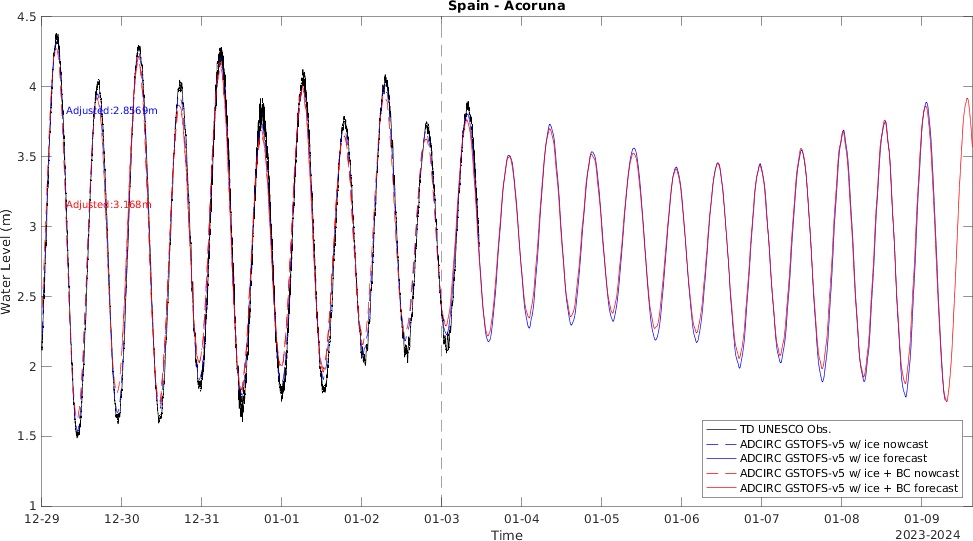 Spain - Acoruna
4.5
4
3.5
3
2.5
2
1.5
1
Water Level (m)
Adjusted:2.8569m
Adjusted:3.168m
TD UNESCO Obs.
ADCIRC GSTOFS-v5 w/ ice nowcast
ADCIRC GSTOFS-v5 w/ ice forecast
ADCIRC GSTOFS-v5 w/ ice + BC nowcast
ADCIRC GSTOFS-v5 w/ ice + BC forecast
12-29 12-30 12-31 01-01 01-02 01-03 01-04 01-05 01-06 01-07 01-08 01-09
Time
2023-2024